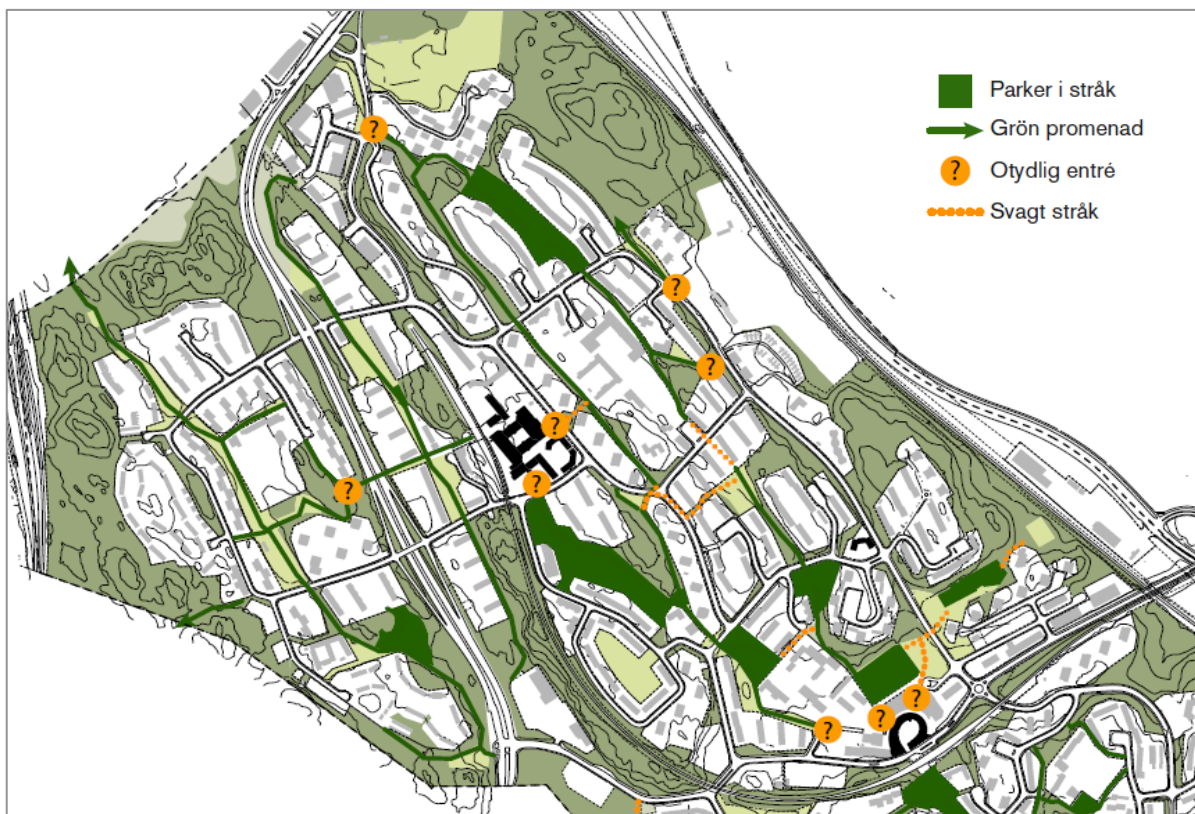 Parker i stråk
Grön promenad
? Otydlig entré
Svagt stråk
?
?
?
?
?
?
?
?
?